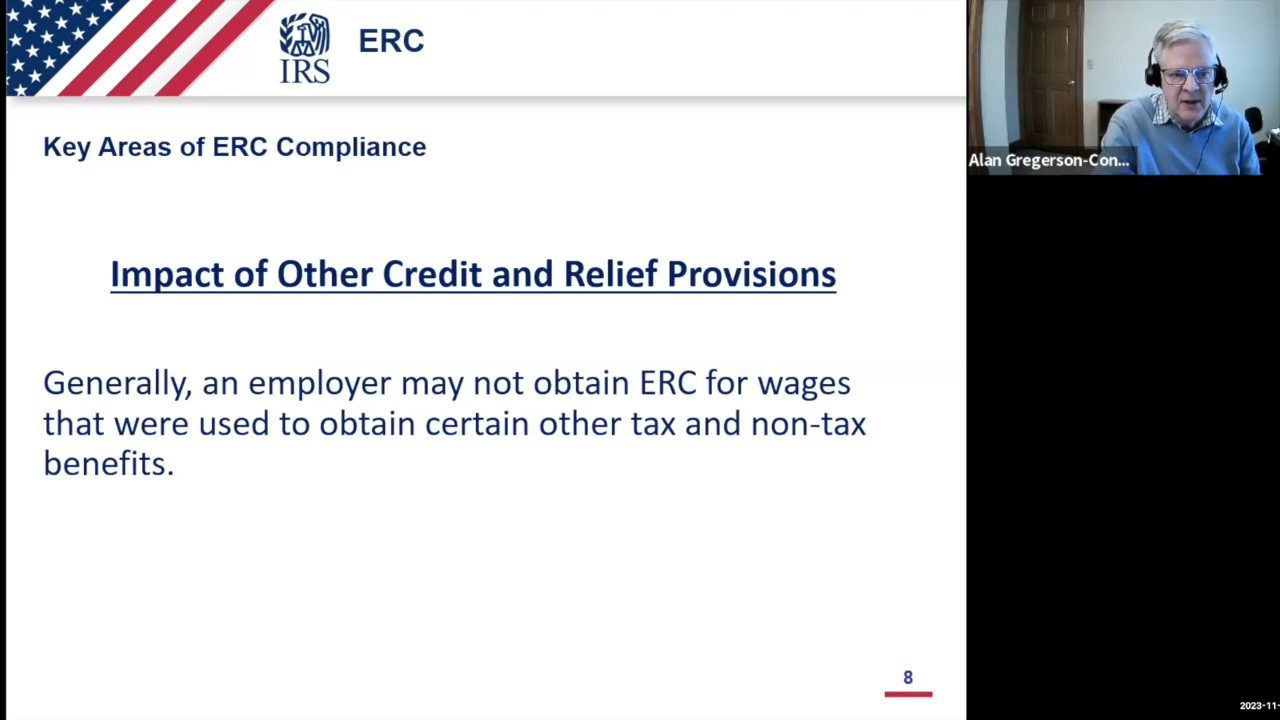 IRS
ERC
Key Areas of ERC Compliance
Impact of Other Credit and Relief Provisions
Generally, an employer may not obtain ERC for wages
that were used to obtain certain other tax and non-tax
benefits.
8
Alan Gregerson-Con...
2023-11-